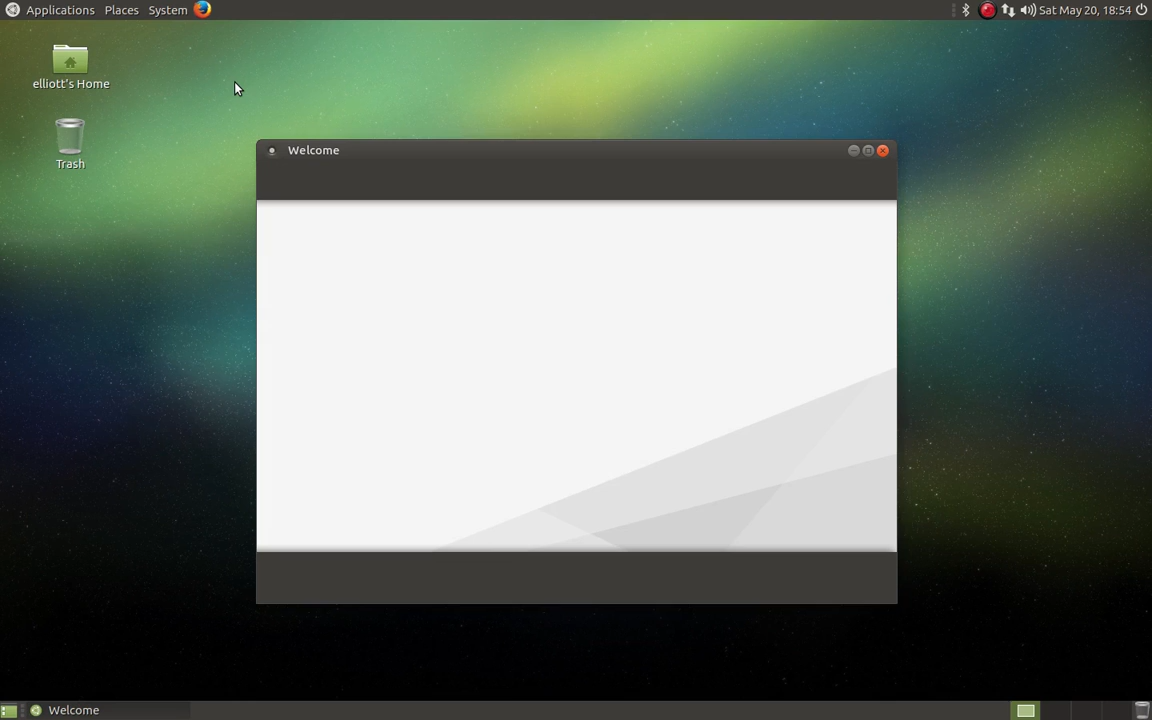 Applications Places System Sat May 20, 18:54
elliott's Home
Trash
Welcome
Welcome